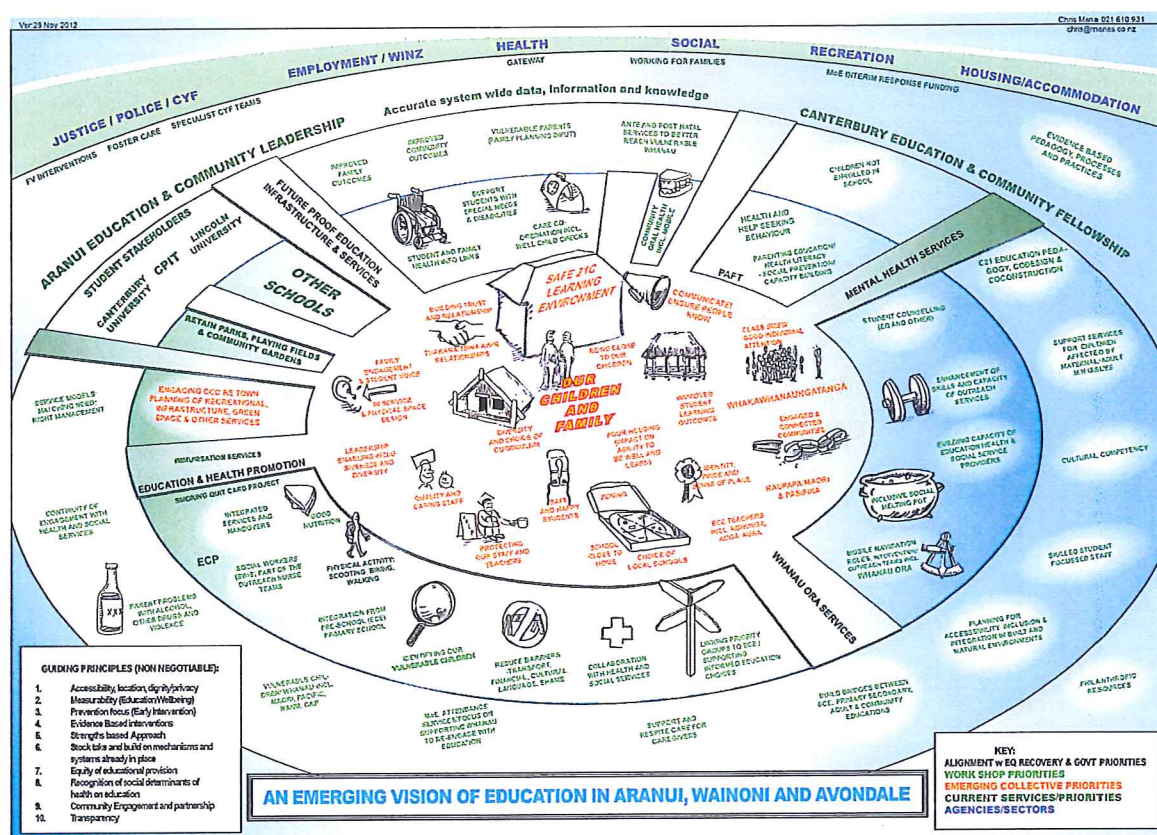 Ver 23 Nov 2012
Chris Mene 021 610 931
chris@menes.co.nz
JUSTICE / POLICE / CYF
EMPLOYMENT / WINZ
HEALTH
SOCIAL
RECREATION
HOUSING/ACCOMMODATION
FV INTERVENTIONS
FOSTER CARE
SPECIALIST CYF TEAMS
GATEWAY
WORKING FOR FAMILIES
MoE INTERIM RESPONSE FUNDING
ARANUI EDUCATION & COMMUNITY LEADERSHIP
Accurate system wide data, Information and knowledge
CANTERBURY EDUCATION & COMMUNITY FELLOWSHIP
EVIDENCE BASED
PEDAGOGY, PROCESSES
AND PRACTICES
STUDENT STAKEHOLDERS
CANTERBURY
UNIVERSITY
CPIT
LINCOLN
UNIVERSITY
FUTURE PROOF EDUCATION
INFRASTRUCTURE & SERVICES
OTHER
SCHOOLS
RETAIN PARKS, PLAYING FIELDS
& COMMUNITY GARDENS
IMPROVED
FAMILY
OUTCOMES
IMPROVED
COMMUNITY
OUTCOMES
VULNERABLE PARENTS
(FAMILY PLANNING INPUT)
ANTE AND POST NATAL
SERVICES TO BETTER
REACH VULNERABLE
WHANAU
CHILDREN NOT
ENROLLED IN
SCHOOL
SUPPORT
STUDENTS WITH
SPECIAL NEEDS
& DISABILITIES
STUDENT AND FAMILY
HEALTH INFO LINKS
CARE CO-
ORDINATION INCL.
WELL CHILD CHECKS
COMMUNITY
ORAL HEALTH
INCL. MOBILE
PAFT
HEALTH AND
HELP SEEKING
BEHAVIOUR
PARENTING EDUCATION/
HEALTH LITERACY
- SOCIAL PREVENTION/
CAPACITY BUILDING
MENTAL HEALTH SERVICES
C21 EDUCATION PEDA-
GOGY, CODESIGN &
COCONSTRUCTION
STUDENT COUNSELLING
(EQ AND OTHER)
SUPPORT SERVICES
FOR CHILDREN
AFFECTED BY
MATERNAL/ADULT
MH ISSUES
ENHANCEMENT OF
SKILLS AND CAPACITY
OF OUTREACH
SERVICES
BUILDING CAPACITY OF
EDUCATION HEALTH &
SOCIAL SERVICE
PROVIDERS
CULTURAL COMPETENCY
INCLUSIVE SOCIAL
MELTING POT
MOBILE NAVIGATION
ROLES, INTERVENTION
OUTREACH TEAMS INCL.
WHANAU ORA
SKILLED STUDENT
FOCUSSED STAFF
WHANAU ORA SERVICES
PLANNING FOR
ACCESSIBILITY, INCLUSION &
INTEGRATION IN BUILT AND
NATURAL ENVIRONMENTS
PHILANTHROPIC
RESOURCES
BUILD BRIDGES BETWEEN
ECE, PRIMARY SECONDARY,
ADULT & COMMUNITY
EDUCATIONS
SAFE 21C
LEARNING
ENVIRONMENT
BUILDING TRUST
AND RELATIONSHIP
TUAKANA TEINA AKO
RELATIONSHIPS
COMMUNICATE!
ENSURE PEOPLE
KNOW
CLASS SIZES/
GOOD INDIVIDUAL
ATTENTION
BEING CLOSE
TO OUR
CHILDREN
FAMILY
ENGAGEMENT
& STUDENT VOICE
IN SERVICE
& PHYSICAL SPACE
DESIGN
OUR
CHILDREN
AND
FAMILY
DIVERSITY
AND CHOICE OF
CURRICULUM
IMPROVED
STUDENT
LEARNING
OUTCOMES
WHAKAWHANAUNGATANGA
ENGAGED &
CONNECTED
COMMUNITIES
LEADERSHIP
ENABLING INCLU
SIVENESS AND
DIVERSITY
QUALITY AND
CARING STAFF
POOR HOUSING
IMPACT ON
ABILITY TO
BE WELL AND
LEARN
SAFE
AND HAPPY
STUDENTS
IDENTITY,
PRIDE AND
SENSE OF PLACE
KAUPAPA MAORI
& PASIFIKA
ZONING
PROTECTING
OUR STAFF AND
TEACHERS
SCHOOL
CLOSE TO
HOME
CHOICE OF
LOCAL SCHOOLS
ECE TEACHERS
INCL. KOHUNGA,
KURA
SERVICE MODELS
MATCHING NEED/
RIGHT MANAGEMENT
ENGAGING CCC RE TOWN
PLANNING OF RECREATIONAL,
INFRASTRUCTURE, GREEN
SPACE & OTHER SERVICES
IMMUNISATION SERVICES
EDUCATION & HEALTH PROMOTION
SMOKING QUIT CARD PROJECT
CONTINUITY OF
ENGAGEMENT WITH
HEALTH AND SOCIAL
SERVICES
INTEGRATED
SERVICES AND
HANDOVERS
GOOD
NUTRITION
ECP
SOCIAL WORKERS
PART OF THE
OUTREACH NURSE
TEAMS
PHYSICAL ACTIVITY:
SCOOTING BIKING,
WALKING
XXX
PARENT PROBLEMS
WITH ALCOHOL,
OTHER DRUGS AND
VIOLENCE
INTEGRATION FROM
PRE-SCHOOL (ECE)
PRIMARY SCHOOL
IDENTIFYING OUR
VULNERABLE CHILDREN
REDUCE BARRIERS
-TRANSPORT,
FINANCIAL, CULTURAL
LANGUAGE, SHAME
COLLABORATION
WITH HEALTH AND
SOCIAL SERVICES
LINKING PRIORITY
GROUPS TO ECE /
SUPPORTING
INFORMED EDUCATION
CHOICES
VULNERABLE CHIL-
DREN/ WHANAU INCL.
MAORI, PACIFIC,
MoE ATTENDANCE
SERVICES FOCUS ON
SUPPORTING WHANAU
TO RE-ENGAGE WITH
EDUCATION
SUPPORT AND
RESPITE CARE FOR
CARE GIVERS
GUIDING PRINCIPLES (NON NEGOTIABLE):
1. Accessibility, location, dignity/privacy
2. Measurability (Education/Wellbeing)
3. Prevention focus (Early Intervention)
4. Evidence Based interventions
5. Strengths based Approach
6. Stock take and build on mechanisms and
systems already in place
7. Equity of educational provision
8. Recognition of social determinants of
health on education
9. Community Engagement and partnership
10. Transparency
AN EMERGING VISION OF EDUCATION IN ARANUI, WAINONI AND AVONDALE
KEY:
ALIGNMENT w EQ RECOVERY & GOVT PRIORITIES
WORK SHOP PRIORITIES
EMERGING COLLECTIVE PRIORITIES
CURRENT SERVICES/PRIORITIES
AGENCIES/SECTORS